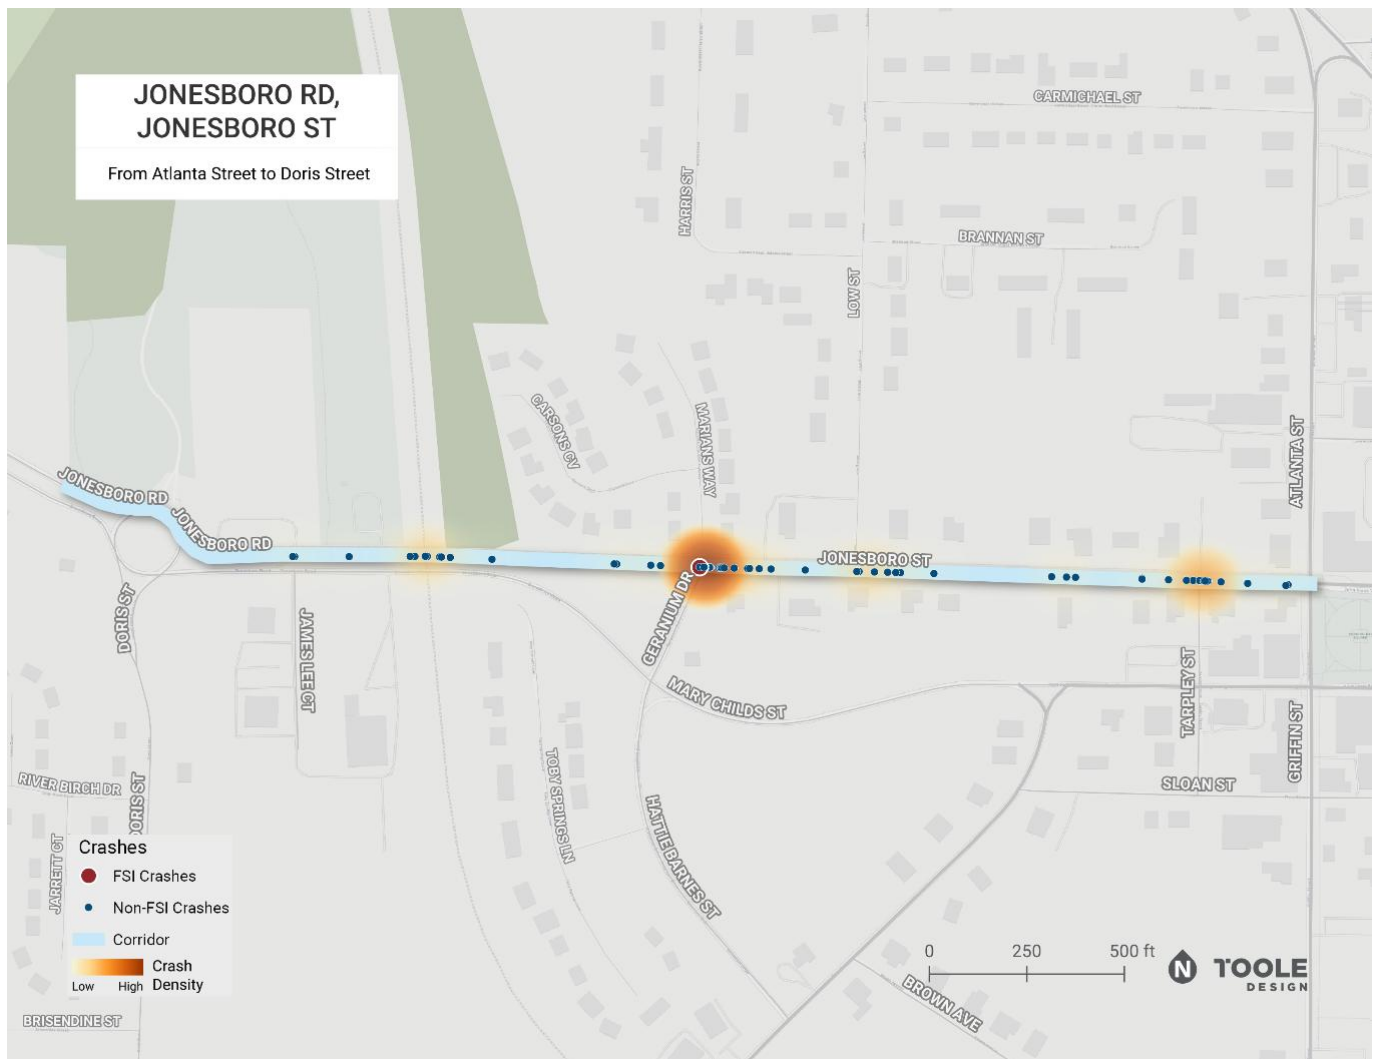 JONESBORO RD,
JONESBORO ST
From Atlanta Street to Doris Street
CARMICHAEL ST
HARRIS ST
BRANNAN ST
LOW ST
CARSONS CV
MARIANS WAY
ATLANTA ST
JONESBORO RD
JONESBORO RD
JONESBORO ST
DORIS ST
JAMES LEE CT
GERANIUM DR
MARY CHILDS ST
TARPLEY ST
GRIFFIN ST
SLOAN ST
RIVER BIRCH DR
DORIS ST
TOBY SPRINGS LN
HATTIE BARNES ST
JARRETT CT
BROWN AVE
BRISENDINE ST
Crashes
FSI Crashes
Non-FSI Crashes
Corridor
Crash
Density
Low High
0 250 500 ft
N
TOOLE
DESIGN